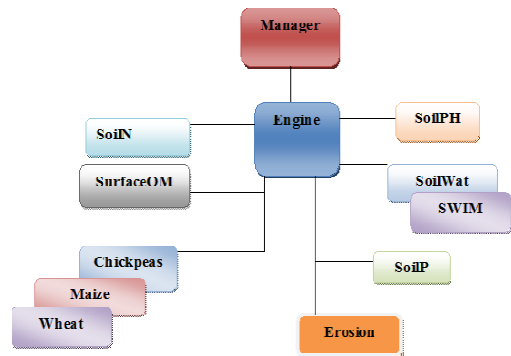 Manager
Engine
SoilN
SoilPH
SurfaceOM
SoilWat
SWIM
Chickpeas
SoilP
Maize
Wheat
Erosion